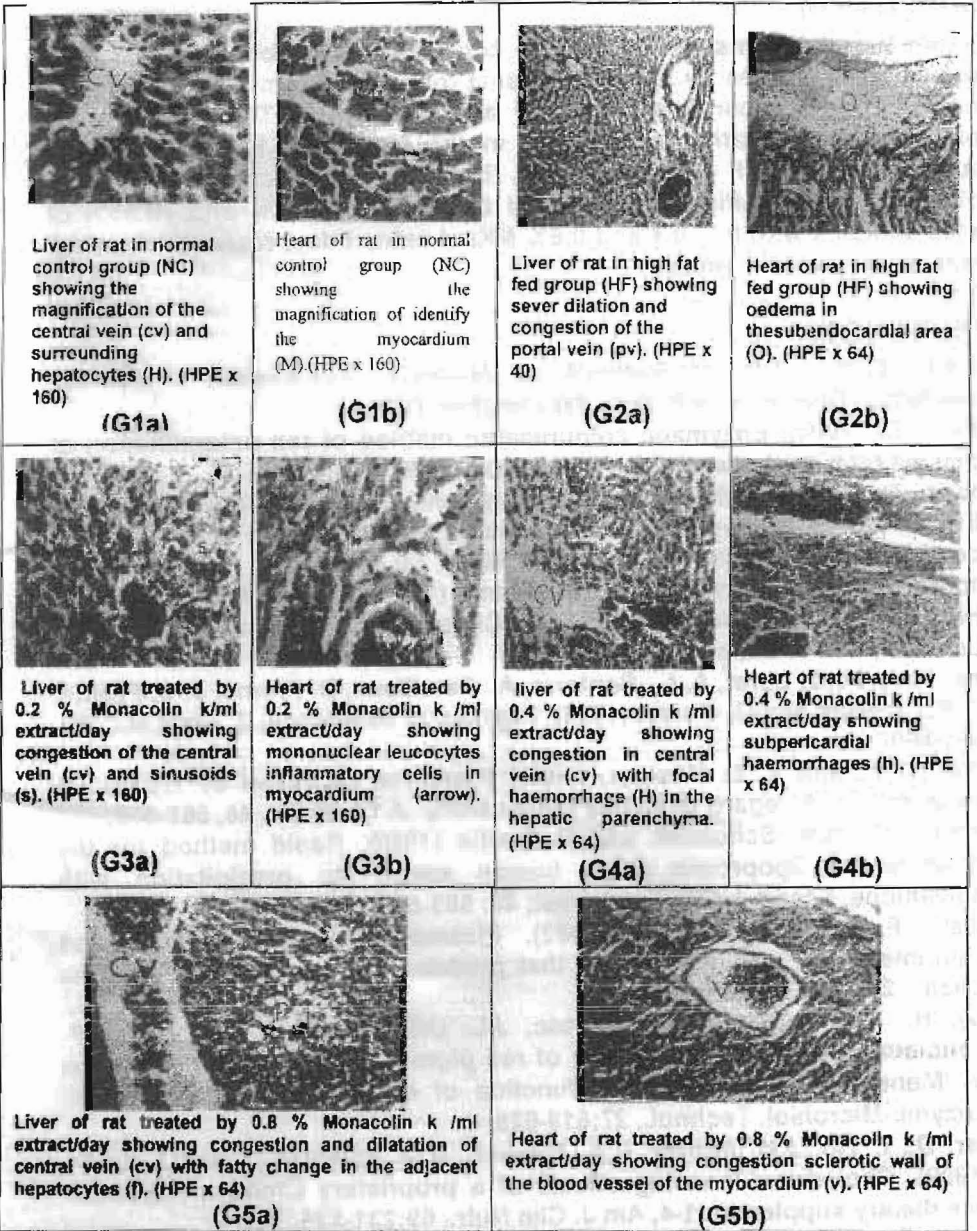 CV
M
O
Liver of rat in normal
control group (NC)
showing the
magnification of the
central vein (cv) and
surrounding
hepatocytes (H). (HPE x
160)
(G1a)
Heart of rat in normal
control group (NC)
showing the
magnification of identify
the myocardium
(M).(HPE x 160)
(G1b)
Liver of rat in high fat
fed group (HF) showing
sever dilation and
congestion of the
portal vein (pv). (HPE x
40)
(G2a)
Heart of rat in high fat
fed group (HF) showing
oedema in
thesubendocardial area
(O). (HPE x 64)
(G2b)
S
CV
Liver of rat treated by
0.2 % Monacolin k/ml
extract/day showing
congestion of the central
vein (cv) and sinusoids
(s). (HPE x 160)
(G3a)
Heart of rat treated by
0.2 % Monacolin k /ml
extract/day showing
mononuclear leucocytes
inflammatory cells in
myocardium (arrow).
(HPE x 160)
(G3b)
liver of rat treated by
0.4 % Monacolin k /ml
extract/day showing
congestion in central
vein (cv) with focal
haemorrhage (H) in the
hepatic parenchyma.
(HPE x 64)
(G4a)
Heart of rat treated by
0.4 % Monacolin k /ml
extract/day showing
subpericardial
haemorrhages (h). (HPE
x 64)
(G4b)
CV
f
V
Liver of rat treated by 0.8 % Monacolin k /ml
extract/day showing congestion and dilatation of
central vein (cv) with fatty change in the adjacent
hepatocytes (f). (HPE x 64)
(G5a)
Heart of rat treated by 0.8 % Monacolin k /ml
extract/day showing congestion sclerotic wall of
the blood vessel of the myocardium (v). (HPE x 64)
(G5b)